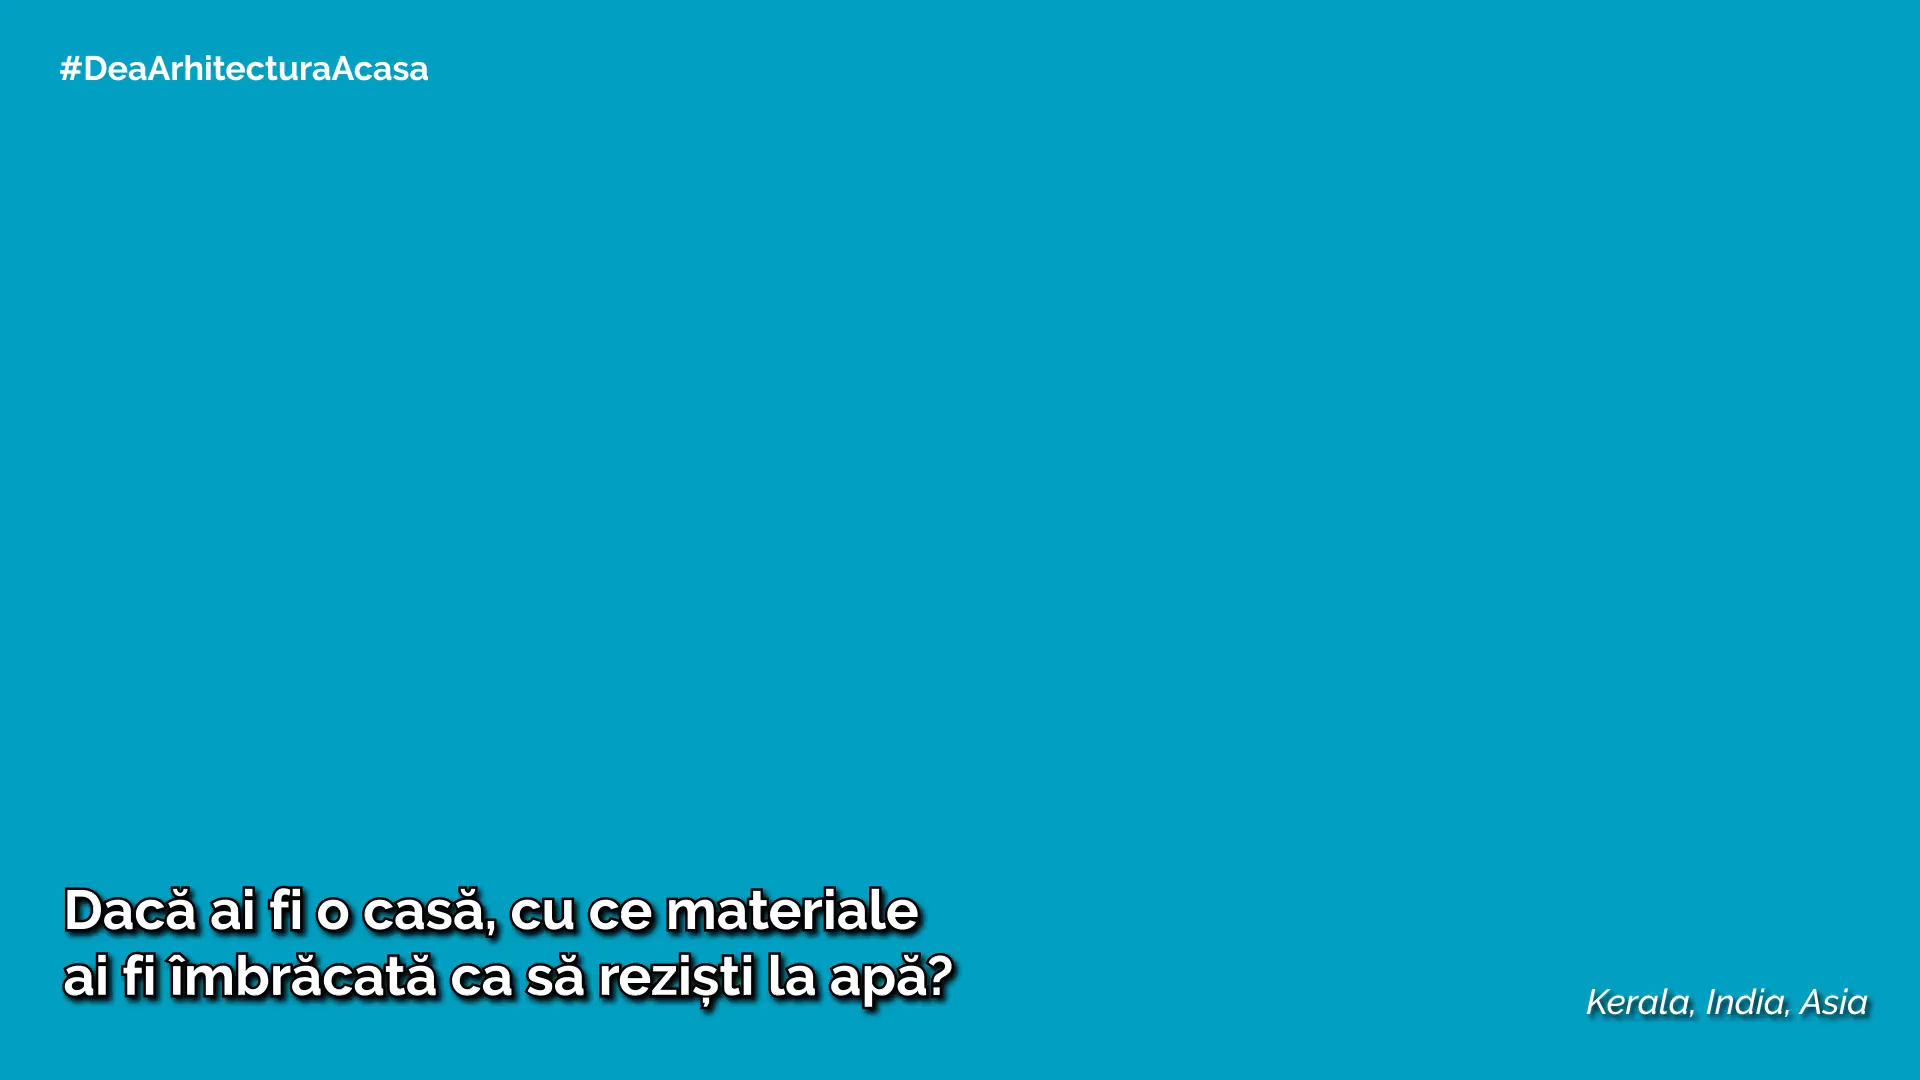 #DeaArhitecturaAcasa
Dacă ai fi o casă, cu ce materiale
ai fi îmbrăcată ca să reziști la apă?
Kerala, India, Asia